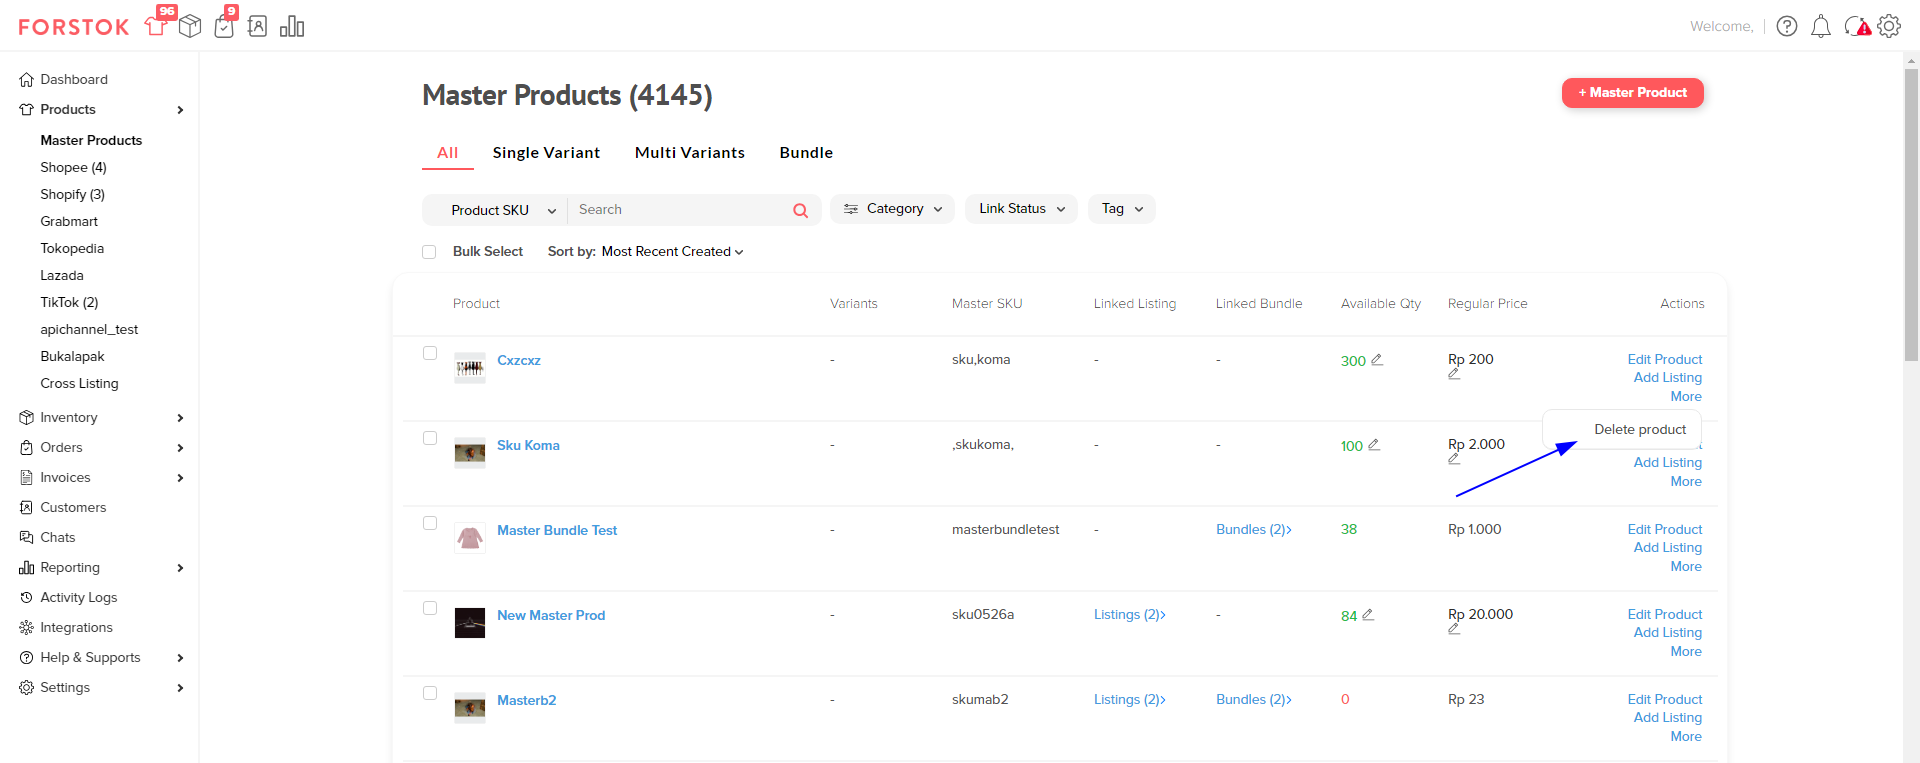 FORSTOK
96
9
Welcome,
Dashboard
Products
Master Products
Shopee (4)
Shopify (3)
Grabmart
Tokopedia
Lazada
TikTok (2)
apichannel_test
Bukalapak
Cross Listing
Inventory
Orders
Invoices
Customers
Chats
Reporting
Activity Logs
Integrations
Help & Supports
Settings
Master Products (4145)
+ Master Product
All Single Variant Multi Variants Bundle
Product SKU Search Category Link Status Tag
Bulk Select Sort by: Most Recent Created
Product Variants Master SKU Linked Listing Linked Bundle Available Qty Regular Price Actions
Cxzcxz - sku,koma - - 300 Rp 200 Edit Product
Add Listing
More
Delete product
Sku Koma - ,skukoma, - - 100 Rp 2.000
Add Listing
More
Master Bundle Test - masterbundletest - Bundles (2)> 38 Rp 1.000 Edit Product
Add Listing
More
New Master Prod - sku0526a Listings (2)> - 84 Rp 20.000 Edit Product
Add Listing
More
Masterb2 - skumab2 Listings (2)> Bundles (2)> 0 Rp 23 Edit Product
Add Listing
More